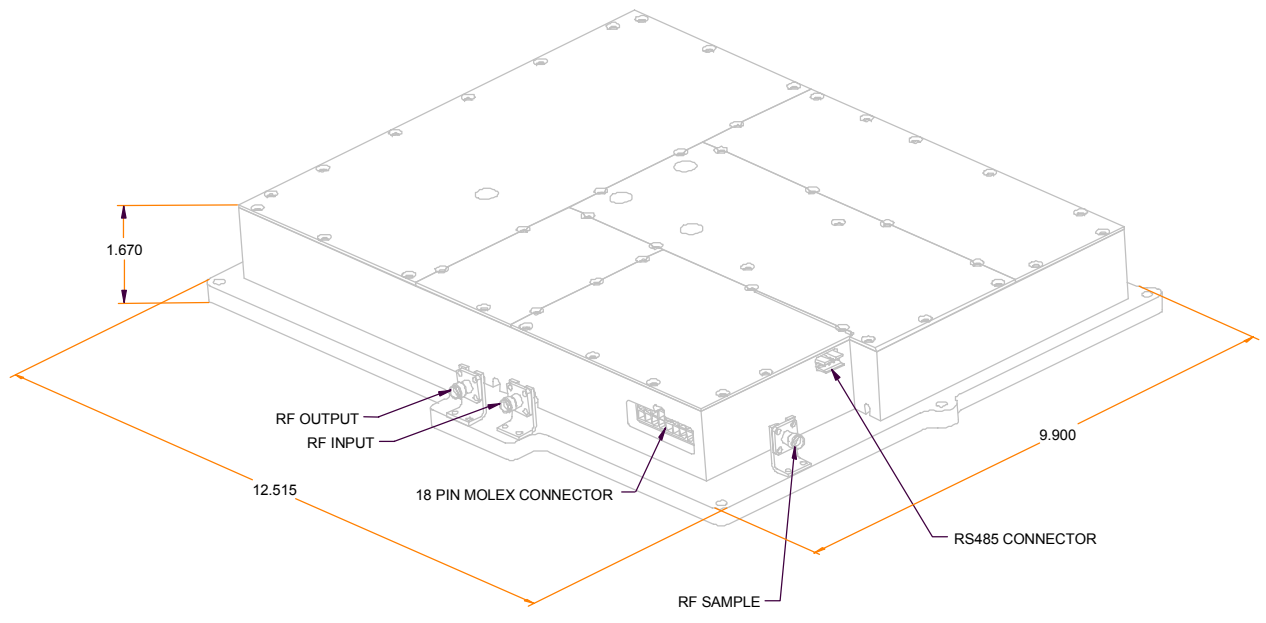 1.670
RF OUTPUT
RF INPUT
9.900
12.515
18 PIN MOLEX CONNECTOR
RS485 CONNECTOR
RF SAMPLE